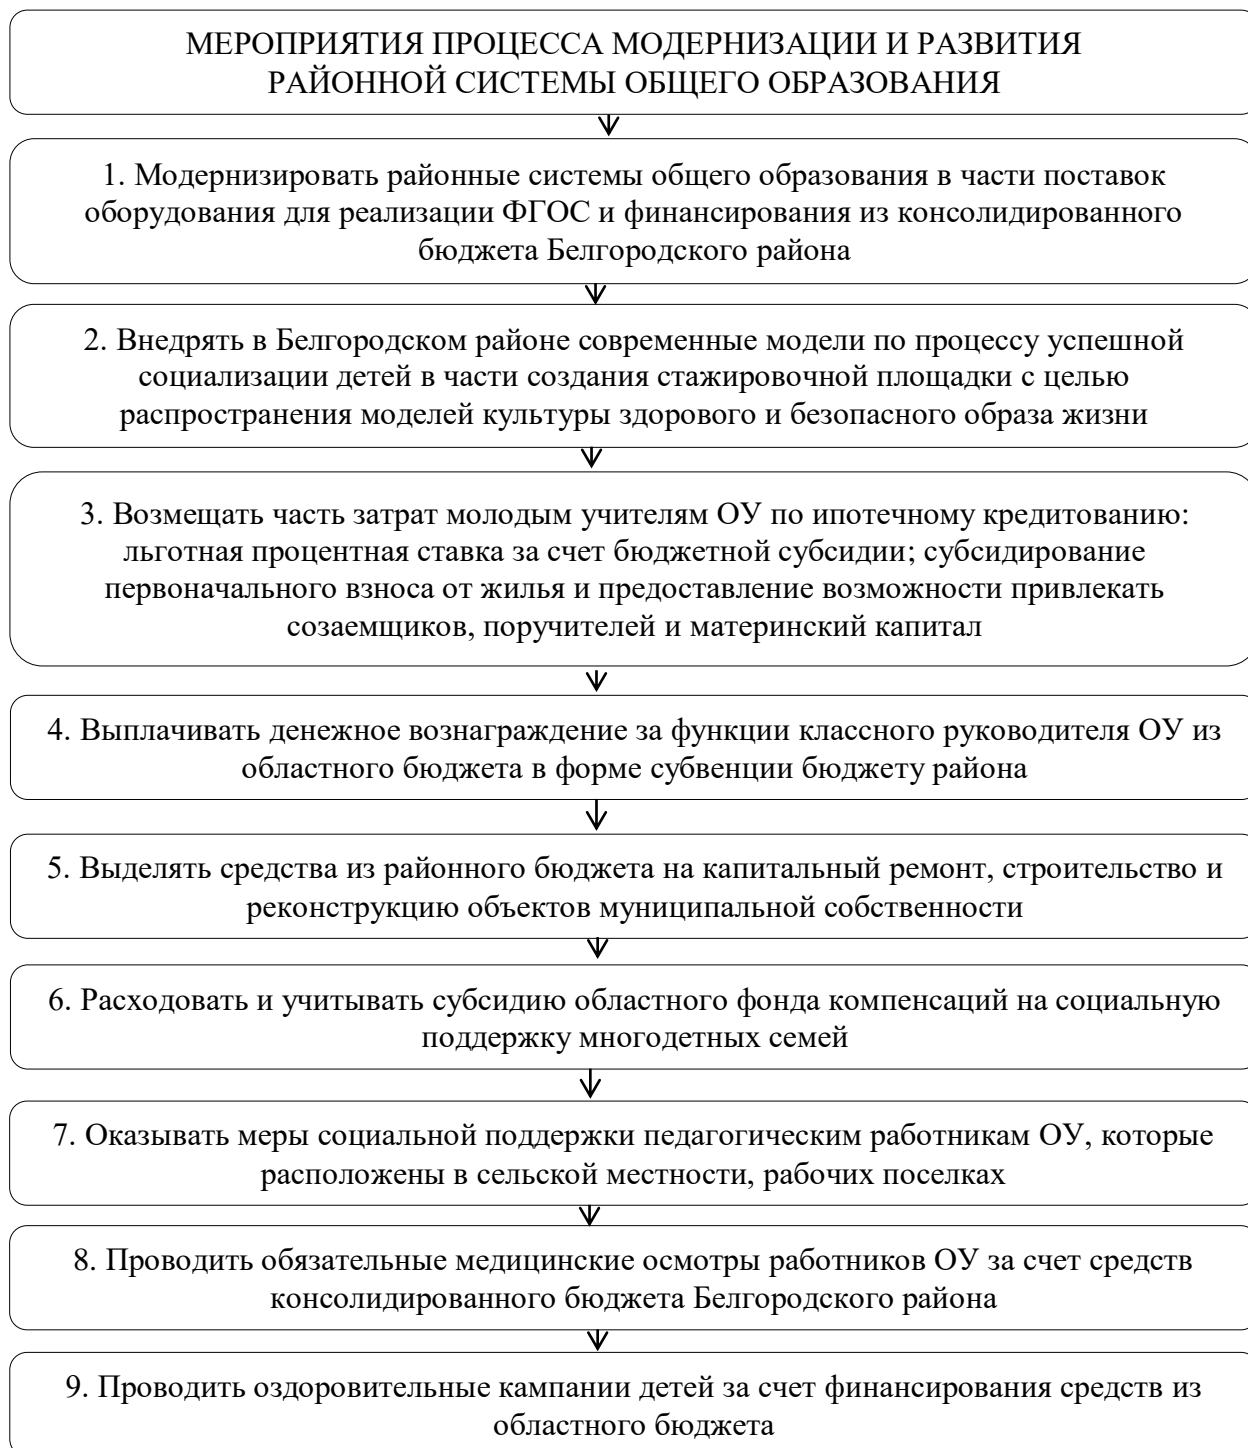 МЕРОПРИЯТИЯ ПРОЦЕССА МОДЕРНИЗАЦИИ И РАЗВИТИЯ
РАЙОННОЙ СИСТЕМЫ ОБЩЕГО ОБРАЗОВАНИЯ
1. Модернизировать районные системы общего образования в части поставок
оборудования для реализации ФГОС и финансирования из консолидированного
бюджета Белгородского района
2. Внедрять в Белгородском районе современные модели по процессу успешной
социализации детей в части создания стажировочной площадки с целью
распространения моделей культуры здорового и безопасного образа жизни
3. Возмещать часть затрат молодым учителям ОУ по ипотечному кредитованию:
льготная процентная ставка за счет бюджетной субсидии; субсидирование
первоначального взноса от жилья и предоставление возможности привлекать
созаемщиков, поручителей и материнский капитал
4. Выплачивать денежное вознаграждение за функции классного руководителя ОУ из
областного бюджета в форме субвенции бюджету района
5. Выделять средства из районного бюджета на капитальный ремонт, строительство и
реконструкцию объектов муниципальной собственности
6. Расходовать и учитывать субсидию областного фонда компенсаций на социальную
поддержку многодетных семей
7. Оказывать меры социальной поддержки педагогическим работникам ОУ, которые
расположены в сельской местности, рабочих поселках
8. Проводить обязательные медицинские осмотры работников ОУ за счет средств
консолидированного бюджета Белгородского района
9. Проводить оздоровительные кампании детей за счет финансирования средств из
областного бюджета